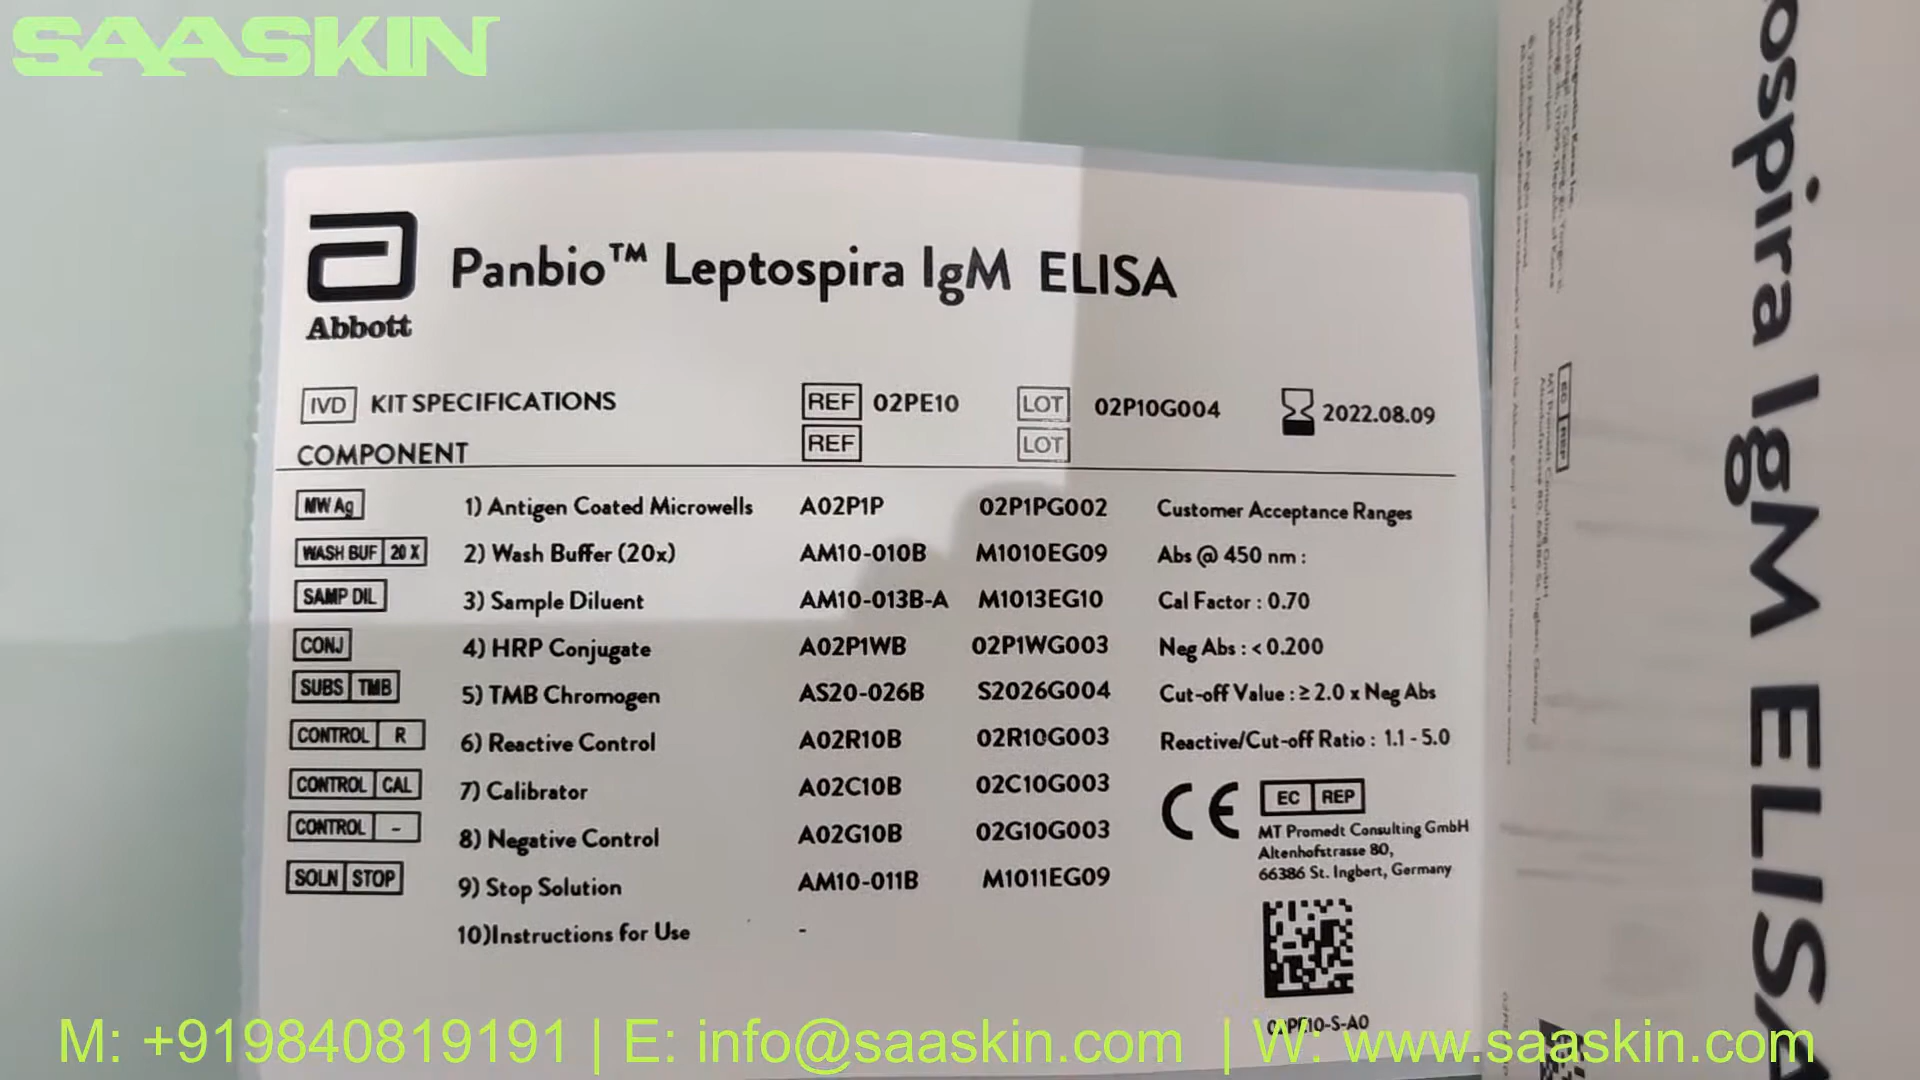 SAASKIN
Abbott
Panbio™ Leptospira IgM ELISA
IVD KIT SPECIFICATIONS REF 02PE10 LOT 02P10G004 2022.08.09
COMPONENT REF LOT
MW Ag 1) Antigen Coated Microwells A02P1P 02P1PG002 Customer Acceptance Ranges
WASH BUF 20 X 2) Wash Buffer (20x) AM10-010B M1010EG09 Abs @ 450 nm :
SAMP DIL 3) Sample Diluent AM10-013B-A M1013EG10 Cal Factor : 0.70
CONJ 4) HRP Conjugate A02P1WB 02P1WG003 Neg Abs : < 0.200
SUBS TMB 5) TMB Chromogen AS20-026B S2026G004 Cut-off Value : ≥ 2.0 x Neg Abs
CONTROL R 6) Reactive Control A02R10B 02R10G003 Reactive/Cut-off Ratio : 1.1 - 5.0
CONTROL CAL 7) Calibrator A02C10B 02C10G003
CONTROL - 8) Negative Control A02G10B 02G10G003
SOLN STOP 9) Stop Solution AM10-011B M1011EG09
10)Instructions for Use -
CE EC REP
MT Promedt Consulting GmbH
Altenhofstrasse 80,
66386 St. Ingbert, Germany
02PE10-S-A0
ospira IgM ELISA
M: +919840819191 | E: info@saaskin.com | W: www.saaskin.com